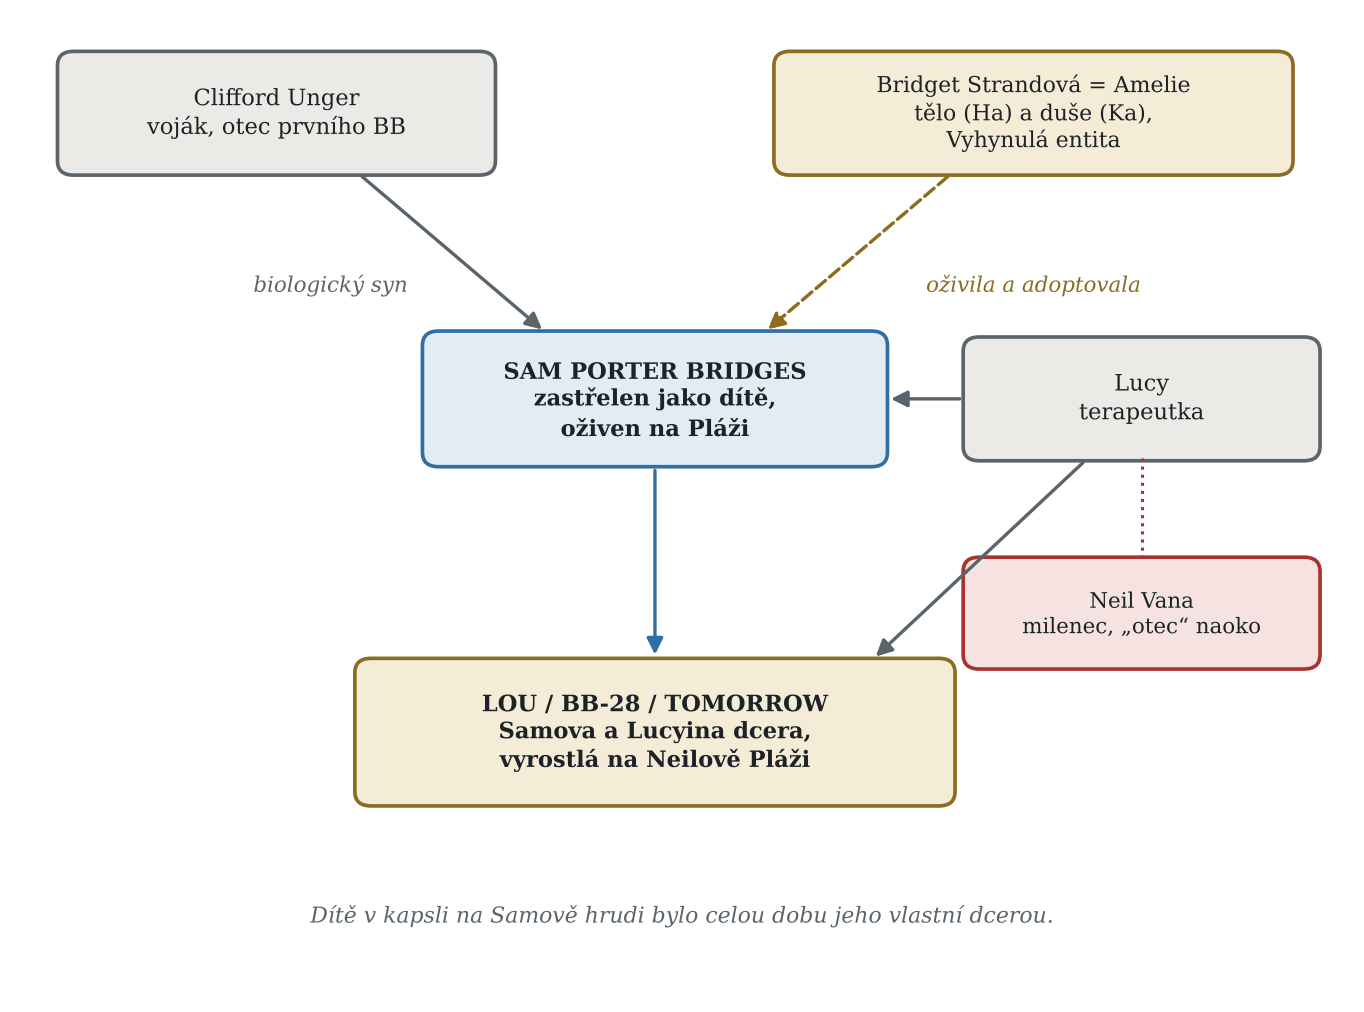 Clifford Unger
voják, otec prvního BB
Bridget Strandová = Amelie
tělo (Ha) a duše (Ka),
Vyhynulá entita
biologický syn
oživila a adoptovala
SAM PORTER BRIDGES
zastřelen jako dítě,
oživen na Pláži
Lucy
terapeutka
Neil Vana
milenec, „otec“ naoko
LOU / BB-28 / TOMORROW
Samova a Lucyina dcera,
vyrostlá na Neilově Pláži
Dítě v kapsli na Samově hrudi bylo celou dobu jeho vlastní dcerou.